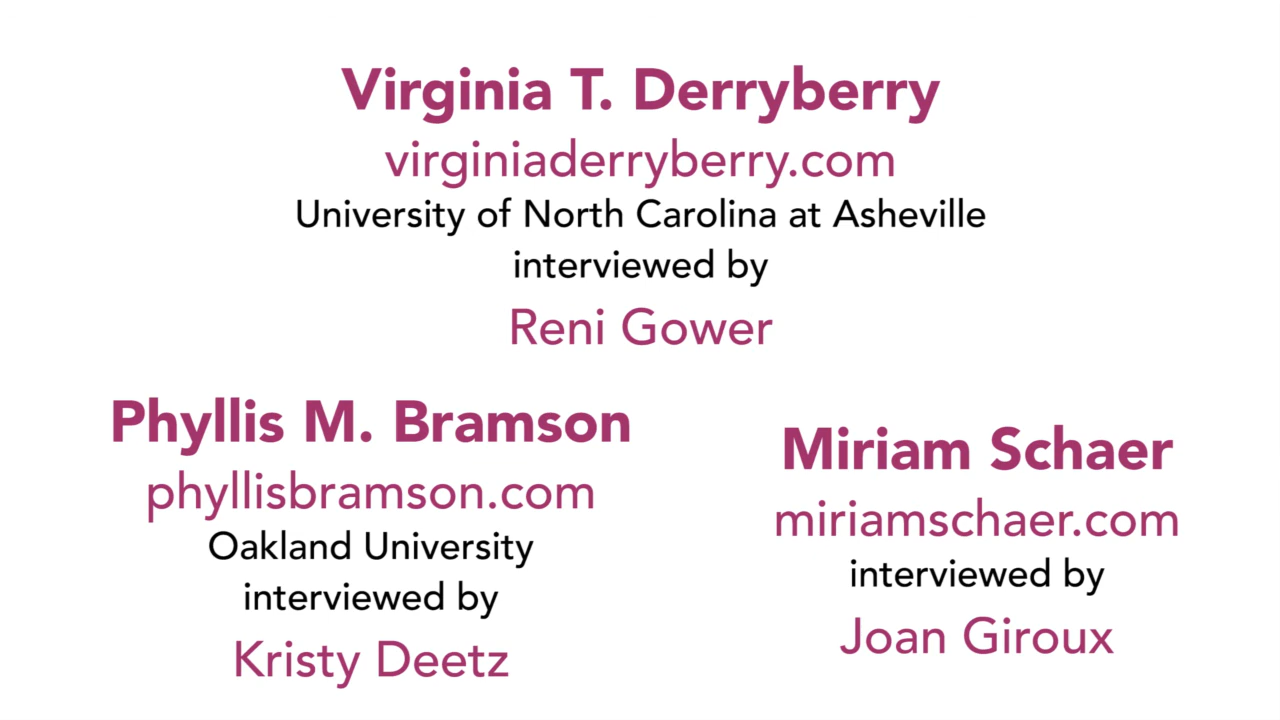 Virginia T. Derryberry
virginiaderryberry.com
University of North Carolina at Asheville
interviewed by
Reni Gower
Phyllis M. Bramson
phyllisbramson.com
Oakland University
interviewed by
Kristy Deetz
Miriam Schaer
miriamschaer.com
interviewed by
Joan Giroux